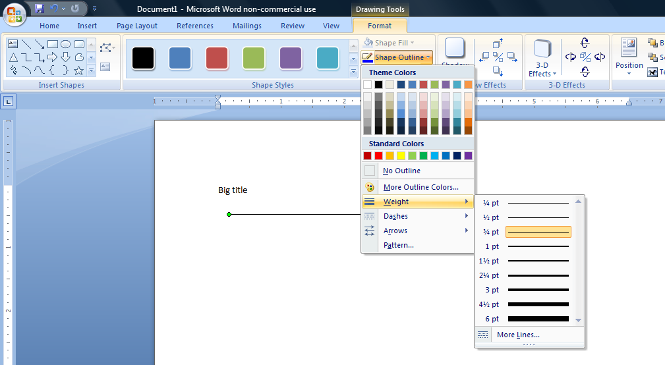 Document1 - Microsoft Word non-commercial use
Drawing Tools
Home Insert Page Layout References Mailings Review View Format
Shape Fill
Shape Outline
3-D
Effects
Position
Insert Shapes Shape Styles Effects 3-D Effects
Theme Colors
Standard Colors
No Outline
More Outline Colors...
Weight
Dashes
Arrows
Pattern...
¼ pt
½ pt
¾ pt
1 pt
1½ pt
2¼ pt
3 pt
4½ pt
6 pt
More Lines...
Big title